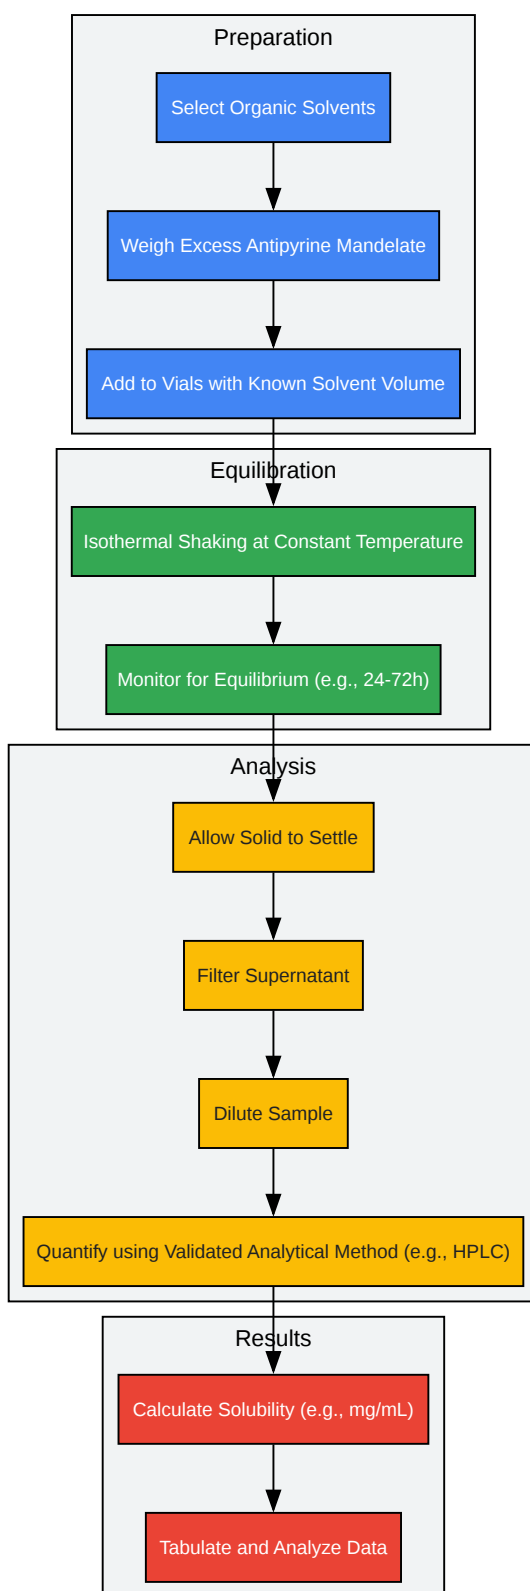 Preparation
Select Organic Solvents
Weigh Excess Antipyrine Mandelate
Add to Vials with Known Solvent Volume
Equilibration
Isothermal Shaking at Constant Temperature
Monitor for Equilibrium (e.g., 24-72h)
Analysis
Allow Solid to Settle
Filter Supernatant
Dilute Sample
Quantify using Validated Analytical Method (e.g., HPLC)
Results
Calculate Solubility (e.g., mg/mL)
Tabulate and Analyze Data